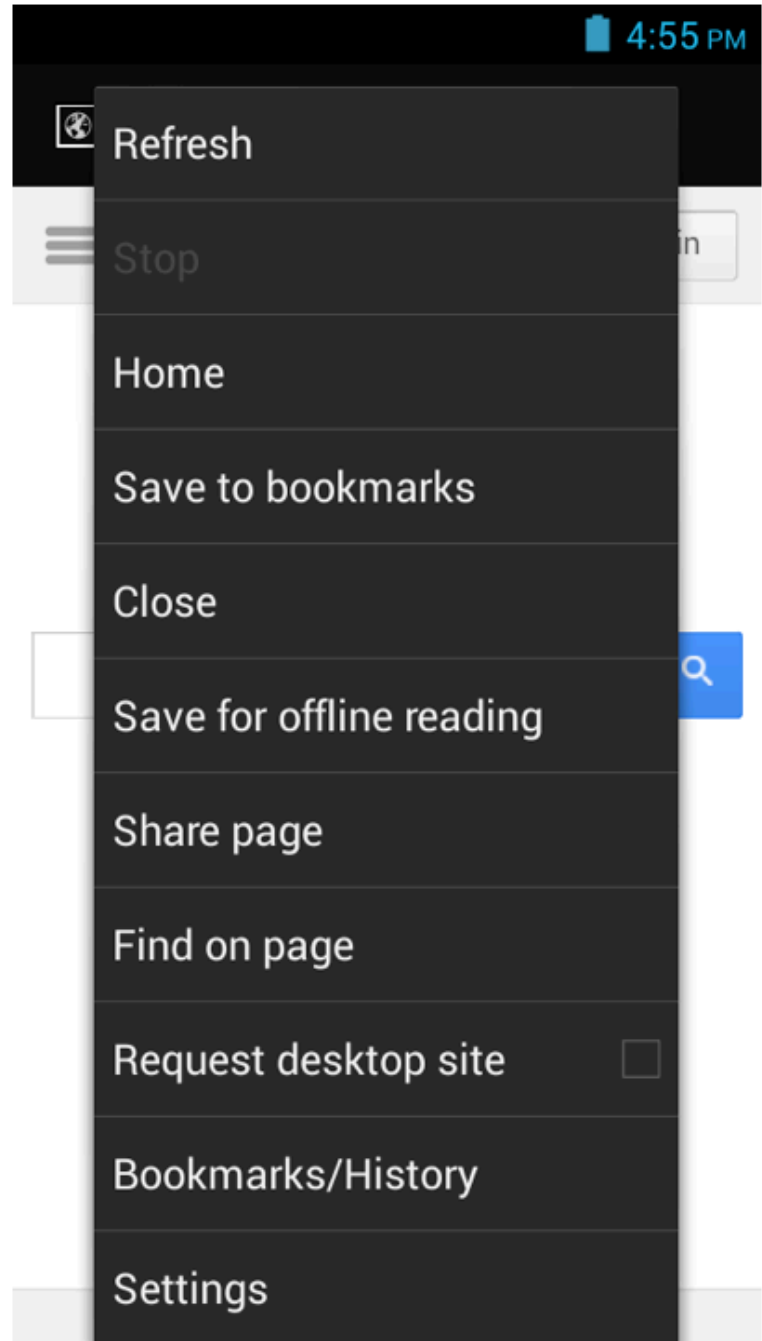 4:55 PM
Refresh
Stop
in
Home
Save to bookmarks
Close
Save for offline reading
Share page
Find on page
Request desktop site
Bookmarks/History
Settings